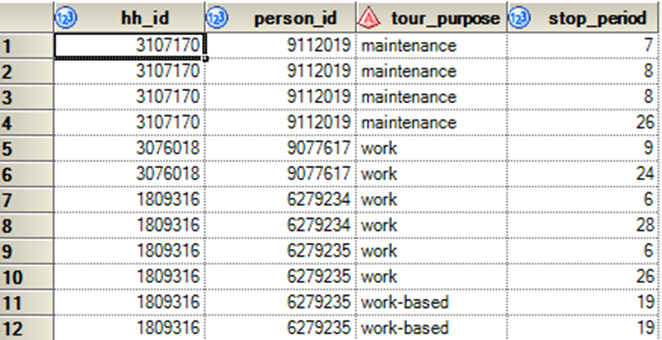 hh_id person_id tour_purpose stop_period
1 3107170 9112019 maintenance 7
2 3107170 9112019 maintenance 8
3 3107170 9112019 maintenance 8
4 3107170 9112019 maintenance 26
5 3076018 9077617 work 9
6 3076018 9077617 work 24
7 1809316 6279234 work 6
8 1809316 6279234 work 28
9 1809316 6279235 work 6
10 1809316 6279235 work 26
11 1809316 6279235 work-based 19
12 1809316 6279235 work-based 19